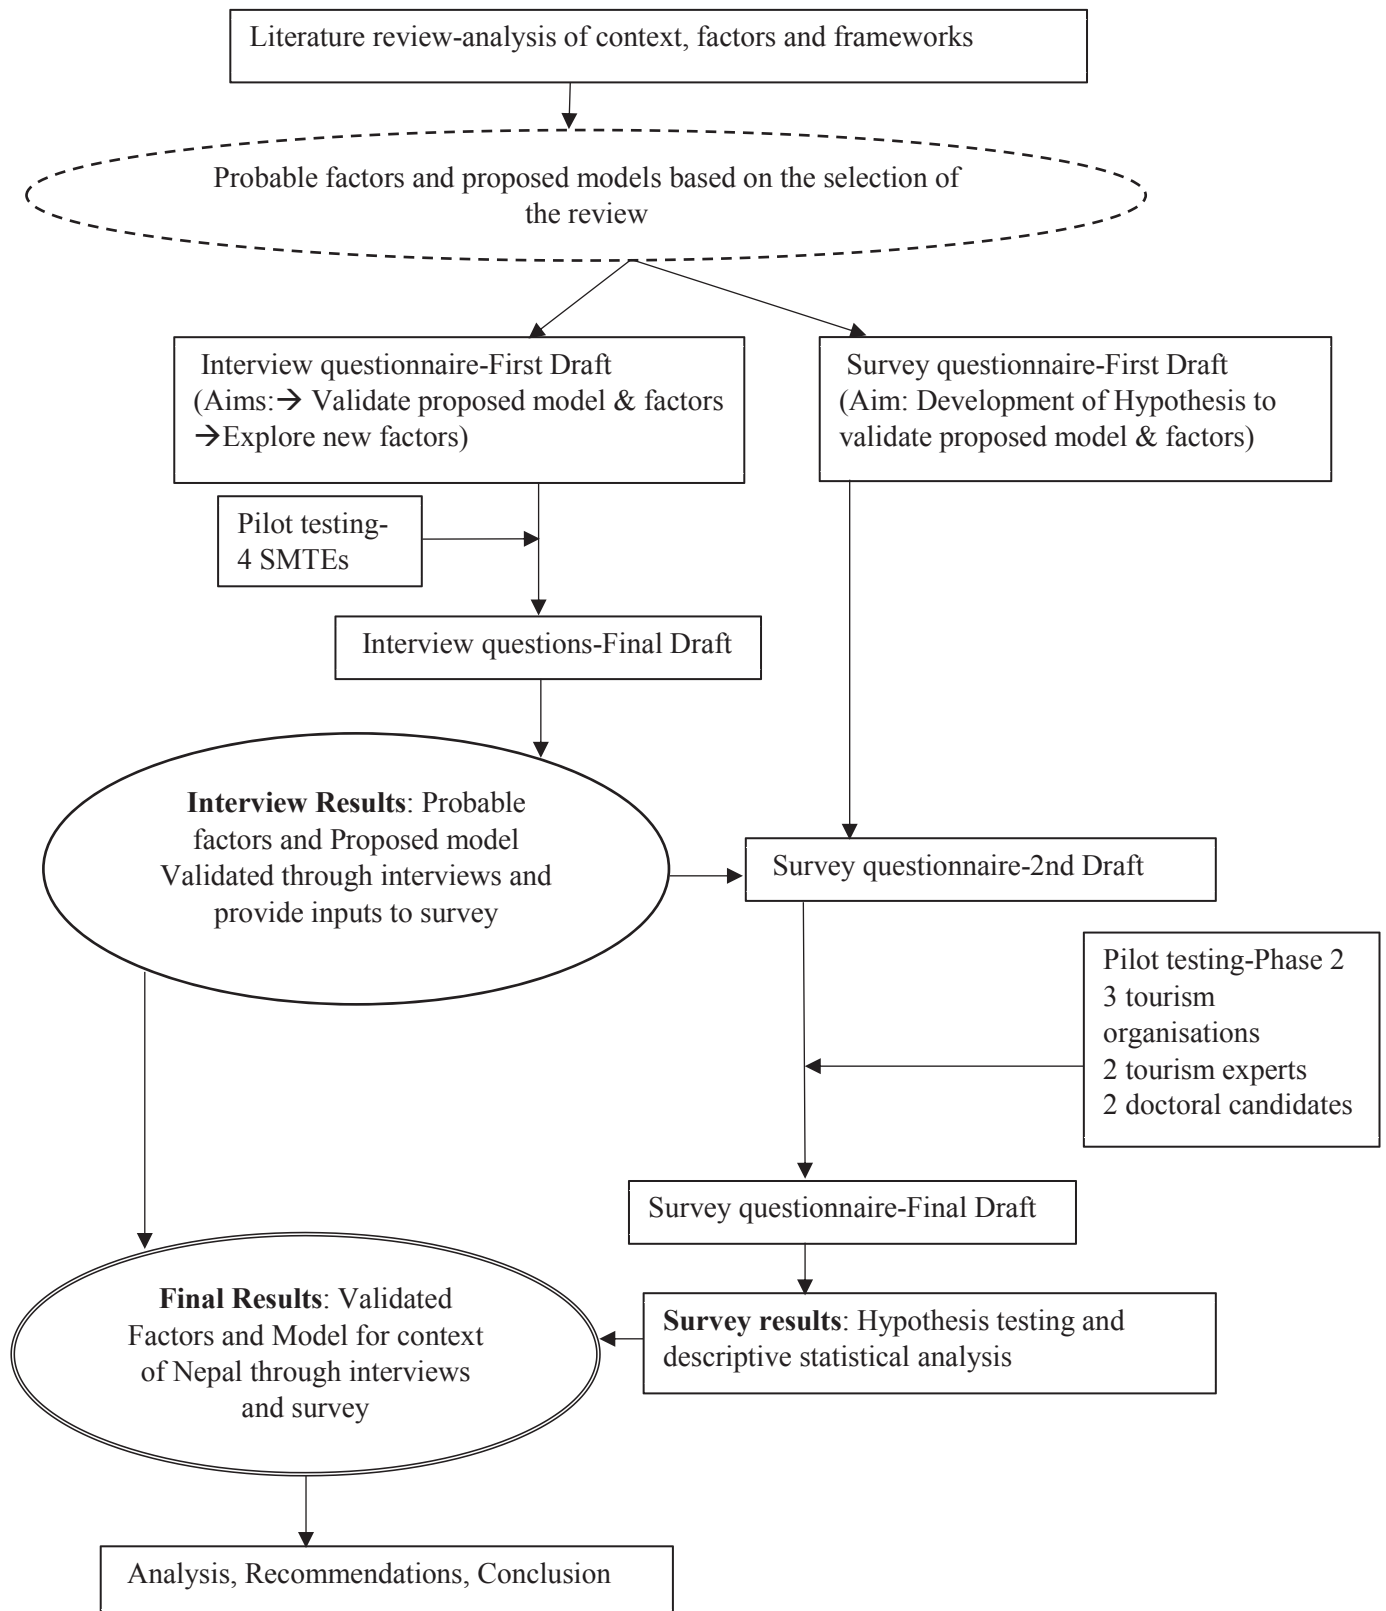 Literature review-analysis of context, factors and frameworks
Probable factors and proposed models based on the selection of
the review
Interview questionnaire-First Draft
(Aims:→ Validate proposed model & factors
→Explore new factors)
Survey questionnaire-First Draft
(Aim: Development of Hypothesis to
validate proposed model & factors)
Pilot testing-
4 SMTEs
Interview questions-Final Draft
Interview Results: Probable
factors and Proposed model
Validated through interviews and
provide inputs to survey
Survey questionnaire-2nd Draft
Pilot testing-Phase 2
3 tourism
organisations
2 tourism experts
2 doctoral candidates
Survey questionnaire-Final Draft
Final Results: Validated
Factors and Model for context
of Nepal through interviews
and survey
Survey results: Hypothesis testing and
descriptive statistical analysis
Analysis, Recommendations, Conclusion